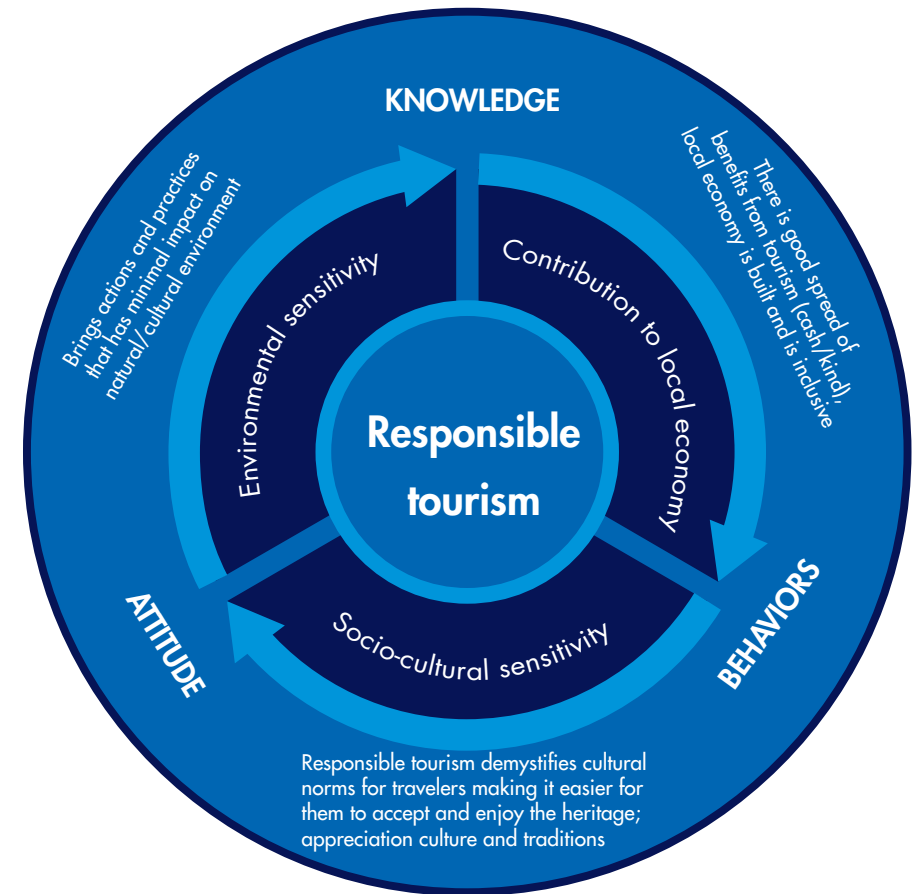 KNOWLEDGE
Brings actions and practices
that has minimal impact on
natural/cultural environment
There is good spread of
benefits from tourism (cash/kind),
local economy is built and is inclusive
Environmental sensitivity
Contribution to local economy
Responsible
tourism
Socio-cultural sensitivity
ATTITUDE
BEHAVIORS
Responsible tourism demystifies cultural
norms for travelers making it easier for
them to accept and enjoy the heritage;
appreciation culture and traditions